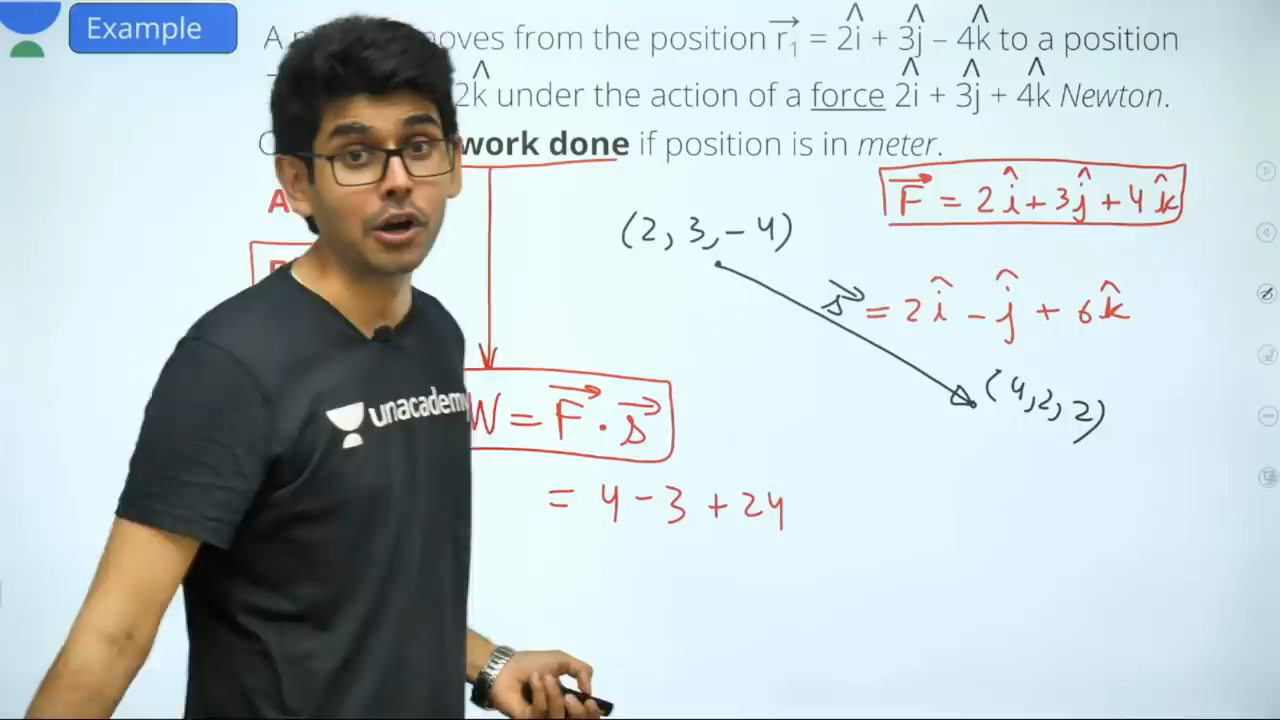 Example
A moves from the position r₁→ = 2î + 3ĵ – 4k̂ to a position
2k̂ under the action of a force 2î + 3ĵ + 4k̂ Newton.
work done if position is in meter.
F→ = 2î + 3ĵ + 4k̂
A.
(2, 3, -4)
s→ = 2î - ĵ + 6k̂
(4, 2, 2)
W = F→ · s→
unacademy
= 4 - 3 + 24